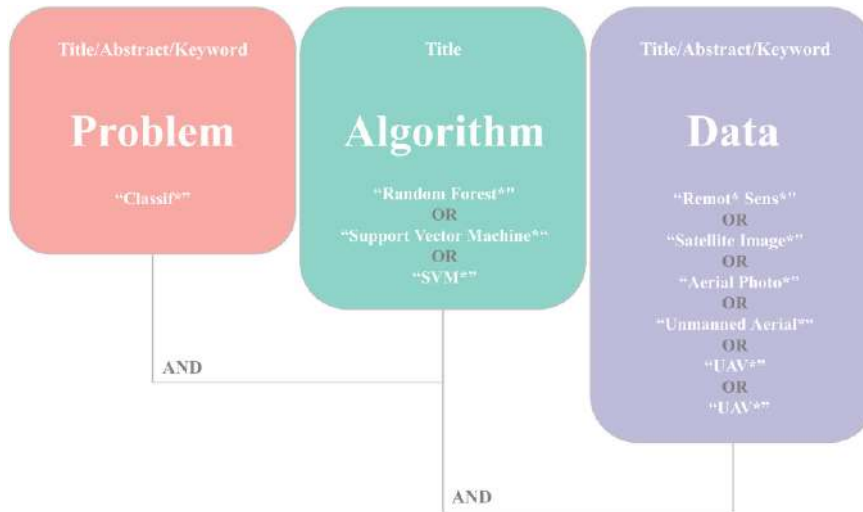 Title/Abstract/Keyword
Problem
“Classif*”
Title
Algorithm
“Random Forest*”
OR
“Support Vector Machine*“
OR
“SVM*”
Title/Abstract/Keyword
Data
“Remot* Sens*”
OR
“Satellite Image*”
OR
“Aerial Photo*”
OR
“Unmanned Aerial*”
OR
“UAV*”
OR
“UAV*”
AND
AND